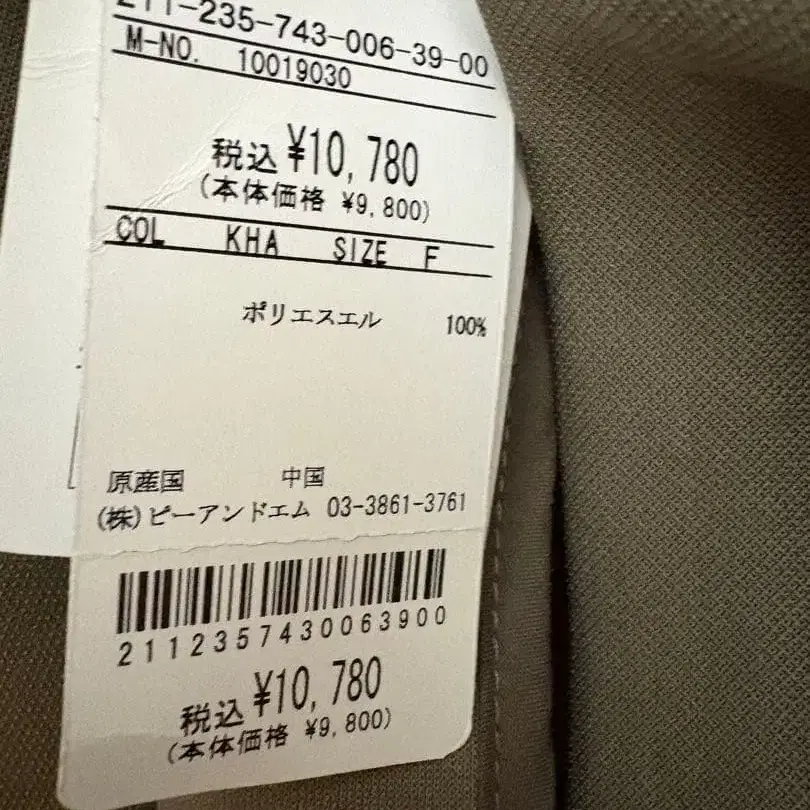 211-235-743-006-39-00
M-NO. 10019030
税込 ¥10,780
(本体価格 ¥9,800)
COL KHA SIZE F
ポリエスエル 100%
原産国 中国
(株)ピーアンドエム 03-3861-3761
2112357430063900
税込 ¥10,780
(本体価格 ¥9,800)